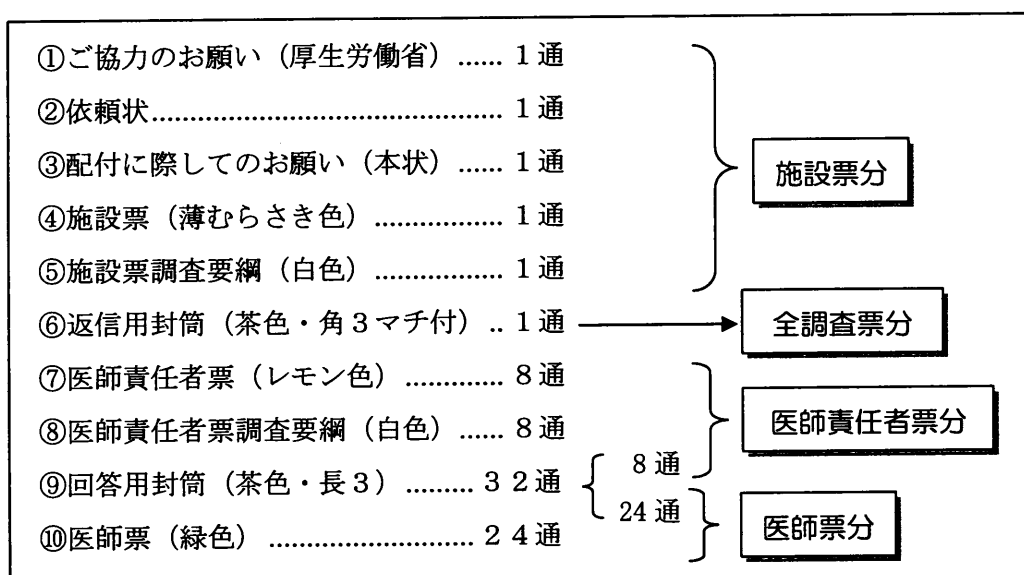 ①ご協力のお願い（厚生労働省）...... 1通
②依頼状............................................. 1通
③配付に際してのお願い（本状）...... 1通
施設票分
④施設票（薄むらさき色）................. 1通
⑤施設票調査要綱（白色）................. 1通
⑥返信用封筒（茶色・角3マチ付）.. 1通
全調査票分
⑦医師責任者票（レモン色）............. 8通
⑧医師責任者票調査要綱（白色）...... 8通
医師責任者票分
⑨回答用封筒（茶色・長3）......... 32通
8通
24通
⑩医師票（緑色）........................... 24通
医師票分